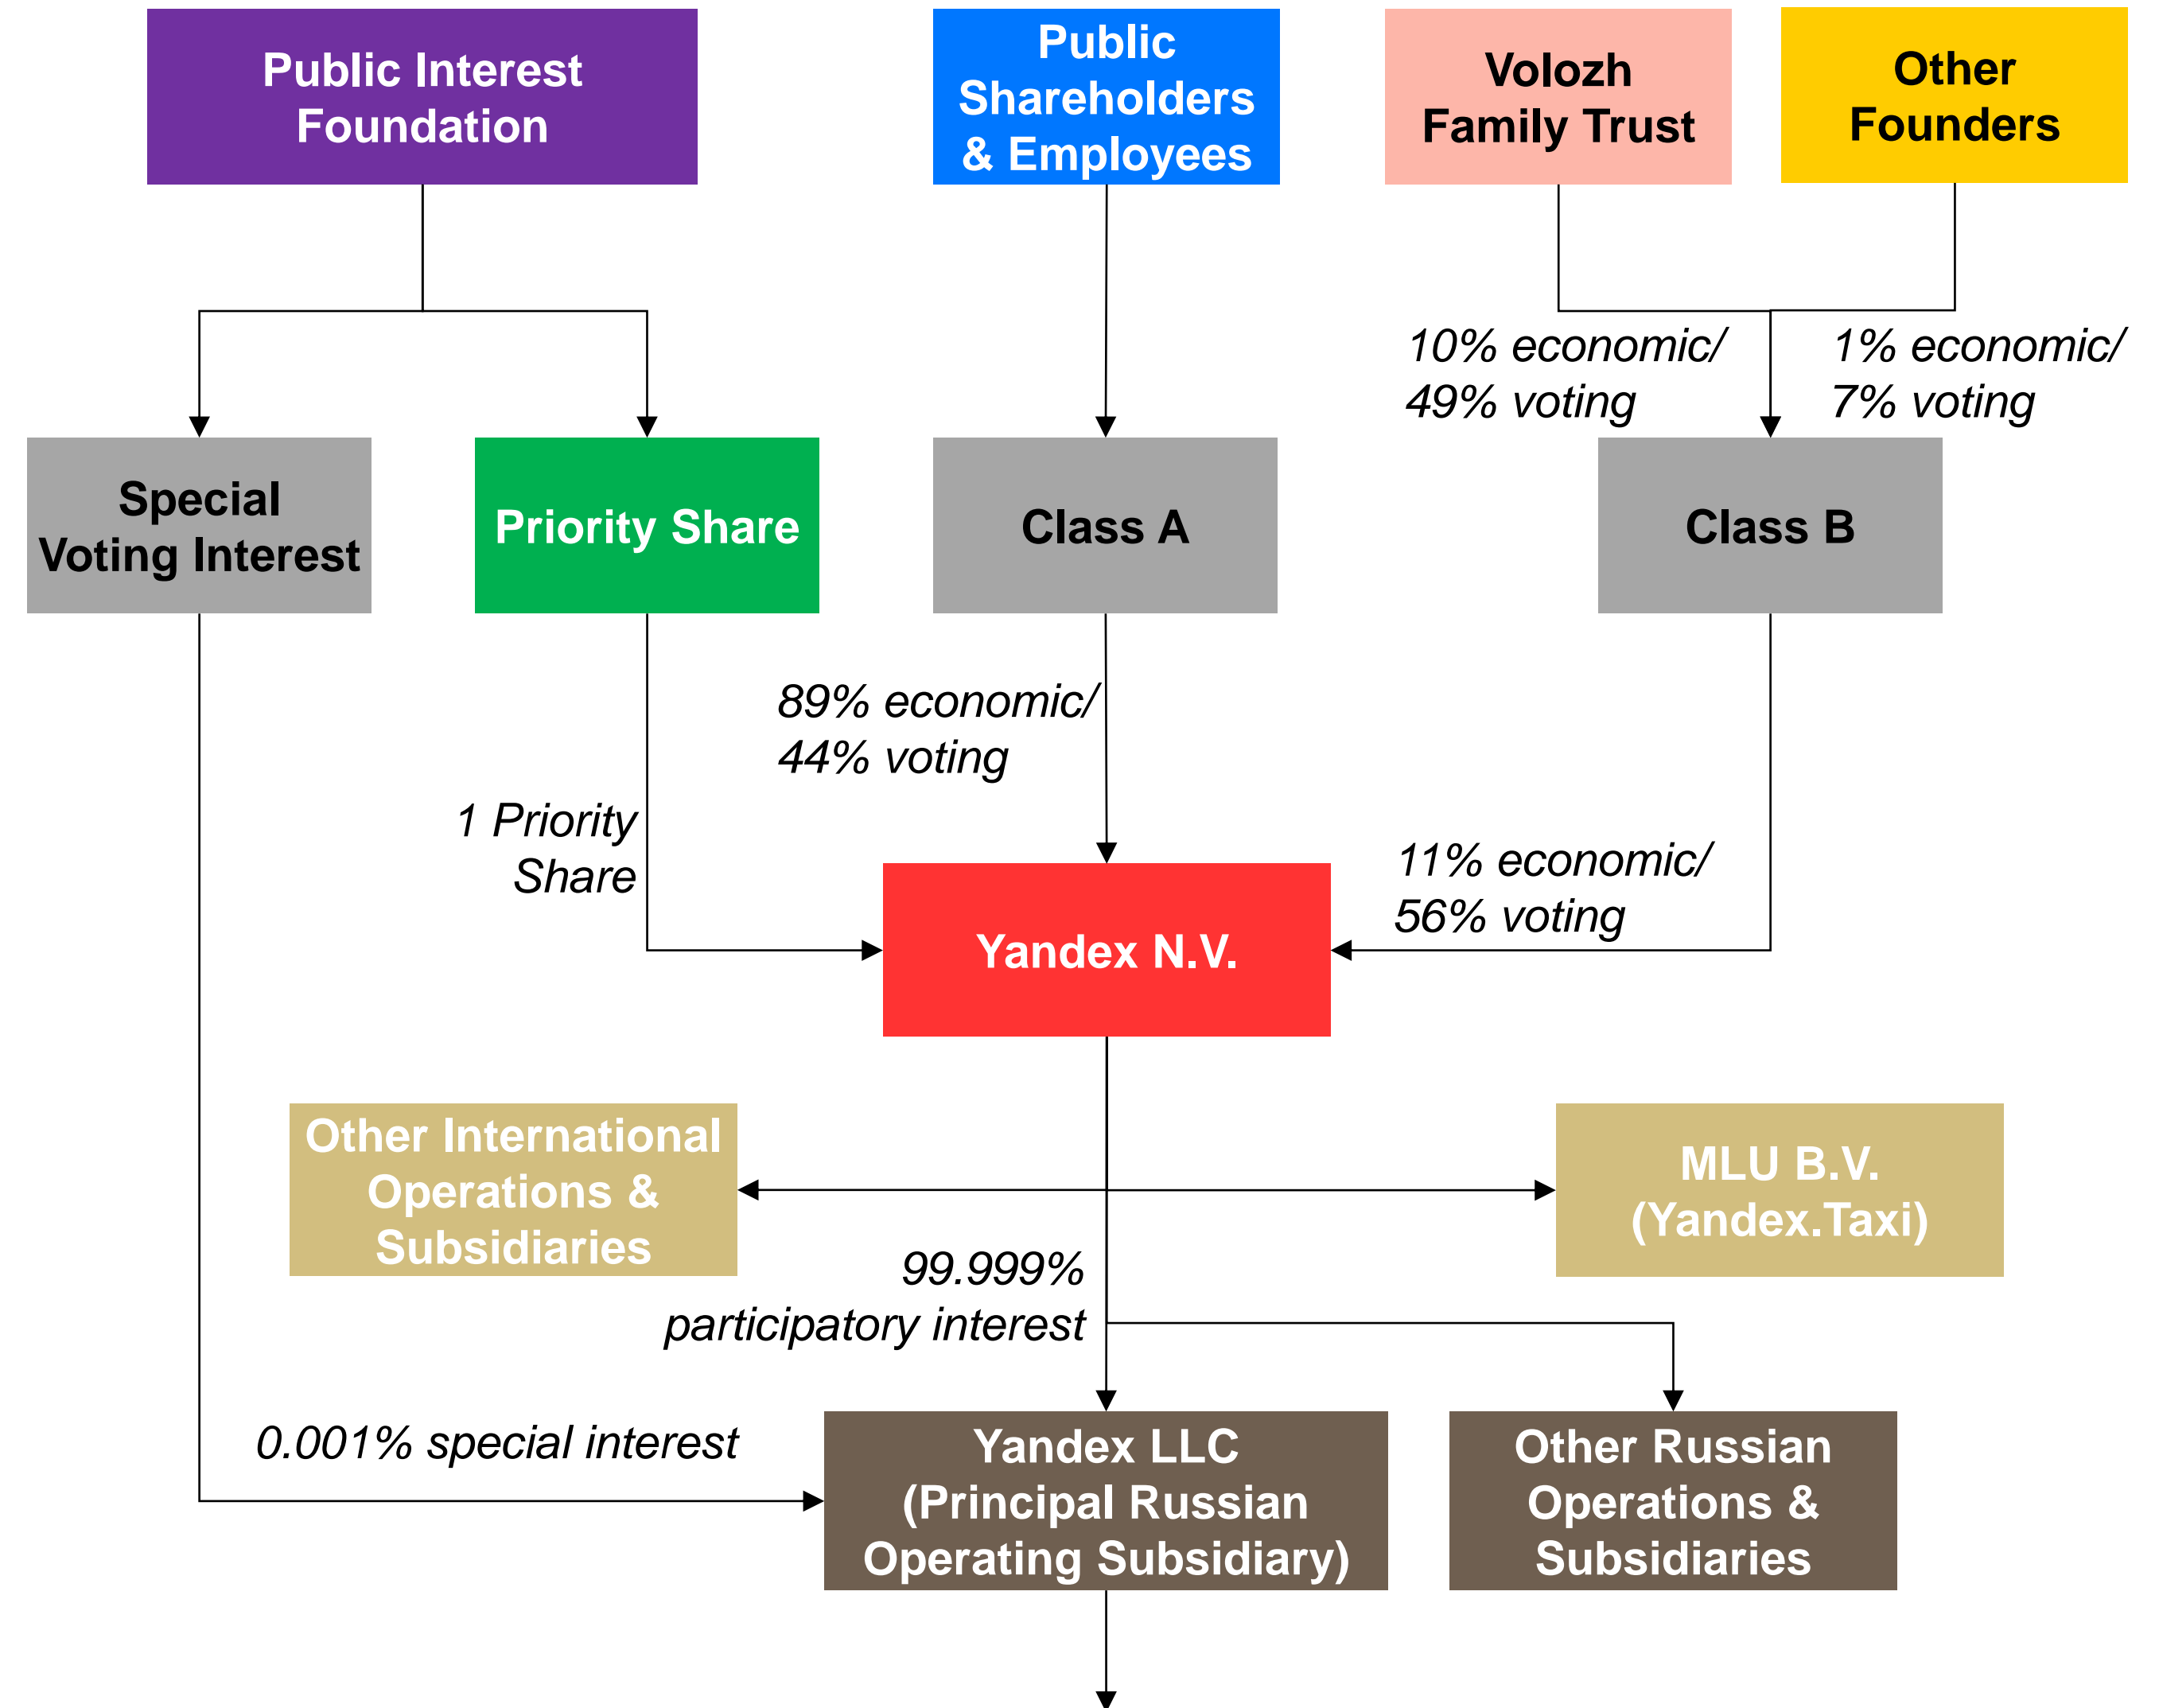 Public Interest
Foundation
Public
Shareholders
& Employees
Volozh
Family Trust
Other
Founders
10% economic/
49% voting
1% economic/
7% voting
Special
Voting Interest
Priority Share
Class A
Class B
89% economic/
44% voting
1 Priority
Share
11% economic/
56% voting
Yandex N.V.
Other International
Operations &
Subsidiaries
MLU B.V.
(Yandex.Taxi)
99.999%
participatory interest
0.001% special interest
Yandex LLC
(Principal Russian
Operating Subsidiary)
Other Russian
Operations &
Subsidiaries